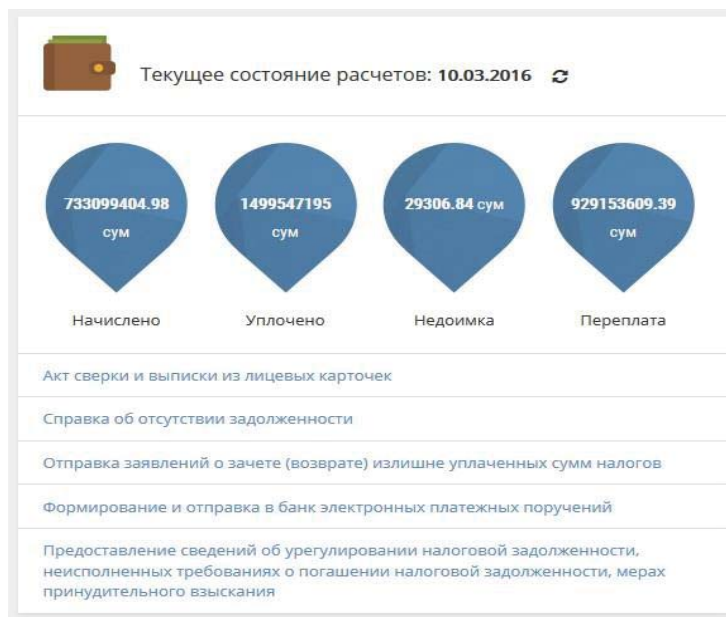 Текущее состояние расчетов: 10.03.2016
733099404.98
сум
1499547195
сум
29306.84 сум
929153609.39
сум
Начислено
Уплочено
Недоимка
Переплата
Акт сверки и выписки из лицевых карточек
Справка об отсутствии задолженности
Отправка заявлений о зачете (возврате) излишне уплаченных сумм налогов
Формирование и отправка в банк электронных платежных поручений
Предоставление сведений об урегулировании налоговой задолженности,
неисполненных требованиях о погашении налоговой задолженности, мерах
принудительного взыскания